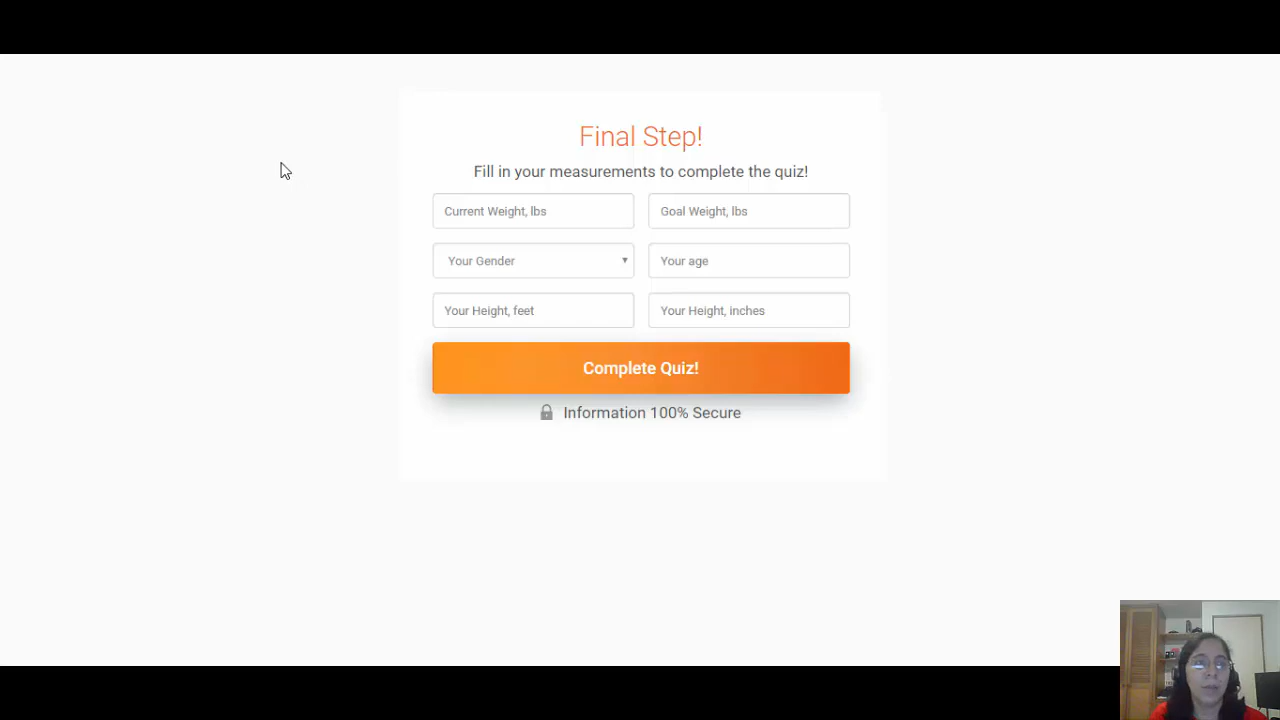 Final Step!
Fill in your measurements to complete the quiz!
Current Weight, lbs
Goal Weight, lbs
Your Gender
Your age
Your Height, feet
Your Height, inches
Complete Quiz!
Information 100% Secure